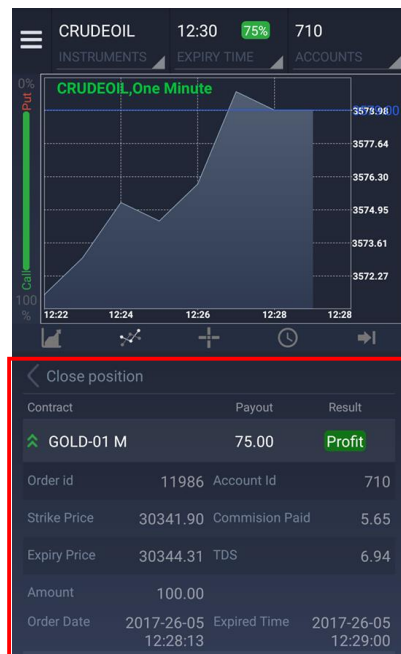 CRUDEOIL 12:30 75% 710
INSTRUMENTS EXPIRY TIME ACCOUNTS
0%
Put
CRUDEOIL,One Minute
3579.98
3577.64
3576.30
3574.95
3573.61
3572.27
Call
100
%
12:22 12:24 12:26 12:28 12:28
Close position
Contract Payout Result
GOLD-01 M 75.00 Profit
Order id 11986 Account Id 710
Strike Price 30341.90 Commision Paid 5.65
Expiry Price 30344.31 TDS 6.94
Amount 100.00
Order Date 2017-26-05 Expired Time 2017-26-05
12:28:13 12:29:00